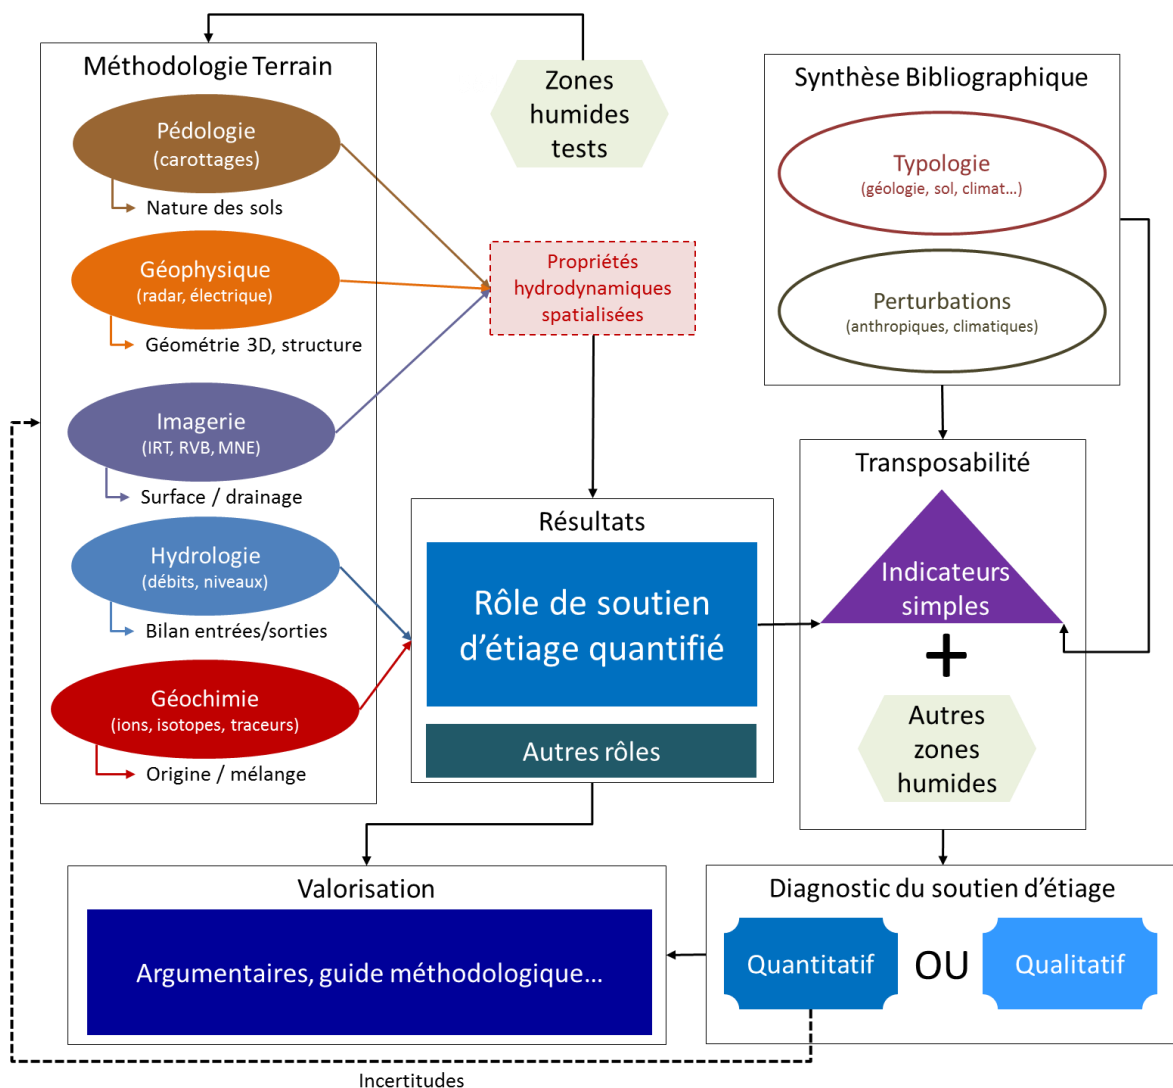 Méthodologie Terrain
Pédologie
(carottages)
Nature des sols
Géophysique
(radar, électrique)
Géométrie 3D, structure
Imagerie
(IRT, RVB, MNE)
Surface / drainage
Hydrologie
(débits, niveaux)
Bilan entrées/sorties
Géochimie
(ions, isotopes, traceurs)
Origine / mélange
Zones
humides
tests
Propriétés
hydrodynamiques
spatialisées
Synthèse Bibliographique
Typologie
(géologie, sol, climat…)
Perturbations
(anthropiques, climatiques)
Résultats
Rôle de soutien
d’étiage quantifié
Autres rôles
Transposabilité
Indicateurs
simples
+
Autres
zones
humides
Valorisation
Argumentaires, guide méthodologique…
Diagnostic du soutien d’étiage
Quantitatif
OU
Qualitatif
Incertitudes